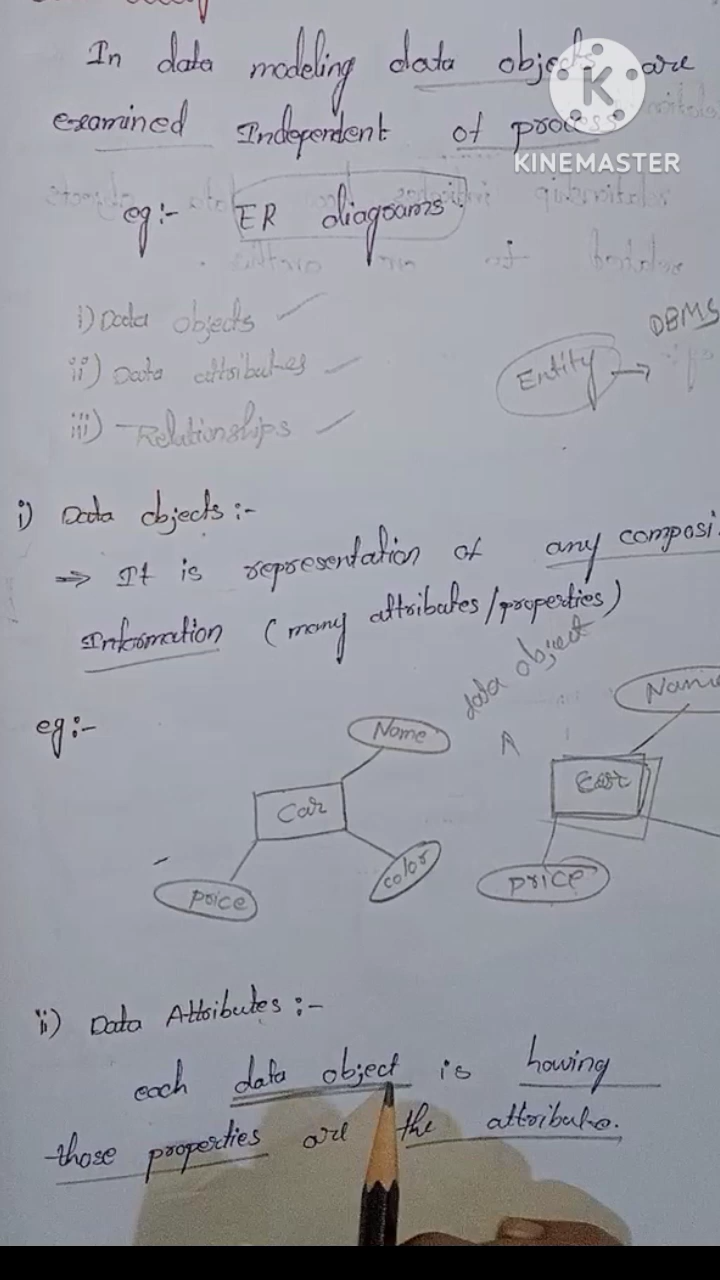 In data modeling data objects are
examined Independent of process
KINEMASTER
eg:- ER diagrams.
i) Data objects
ii) Data attributes
iii) Relationships
DBMS
Entity →
i) Data objects:-
⇒ It is representation of any composi
Information (many attributes/properties)
data object
eg:-
Name
Car
Price
color
A
Name
Car
price
ii) Data Attributes:-
each data object is having
those properties are the attribute.